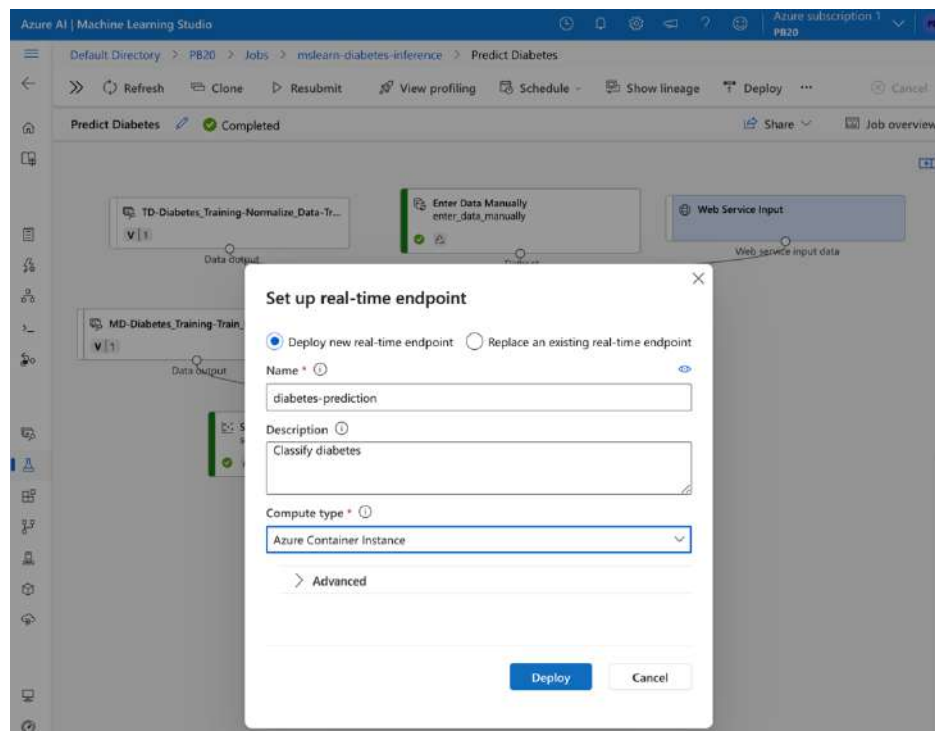 Azure AI | Machine Learning Studio
Azure subscription 1
PB20
Default Directory > PB20 > Jobs > mslearn-diabetes-inference > Predict Diabetes
Refresh Clone Resubmit View profiling Schedule Show lineage Deploy ... Cancel
Predict Diabetes Completed Share Job overview
TD-Diabetes_Training-Normalize_Data-Tr...
V 1
Data output
Enter Data Manually
enter_data_manually
Web Service Input
Web service input data
MD-Diabetes_Training-Train_
V 1
Data output
Set up real-time endpoint
Deploy new real-time endpoint Replace an existing real-time endpoint
Name *
diabetes-prediction
Description
Classify diabetes
Compute type *
Azure Container Instance
Advanced
Deploy Cancel